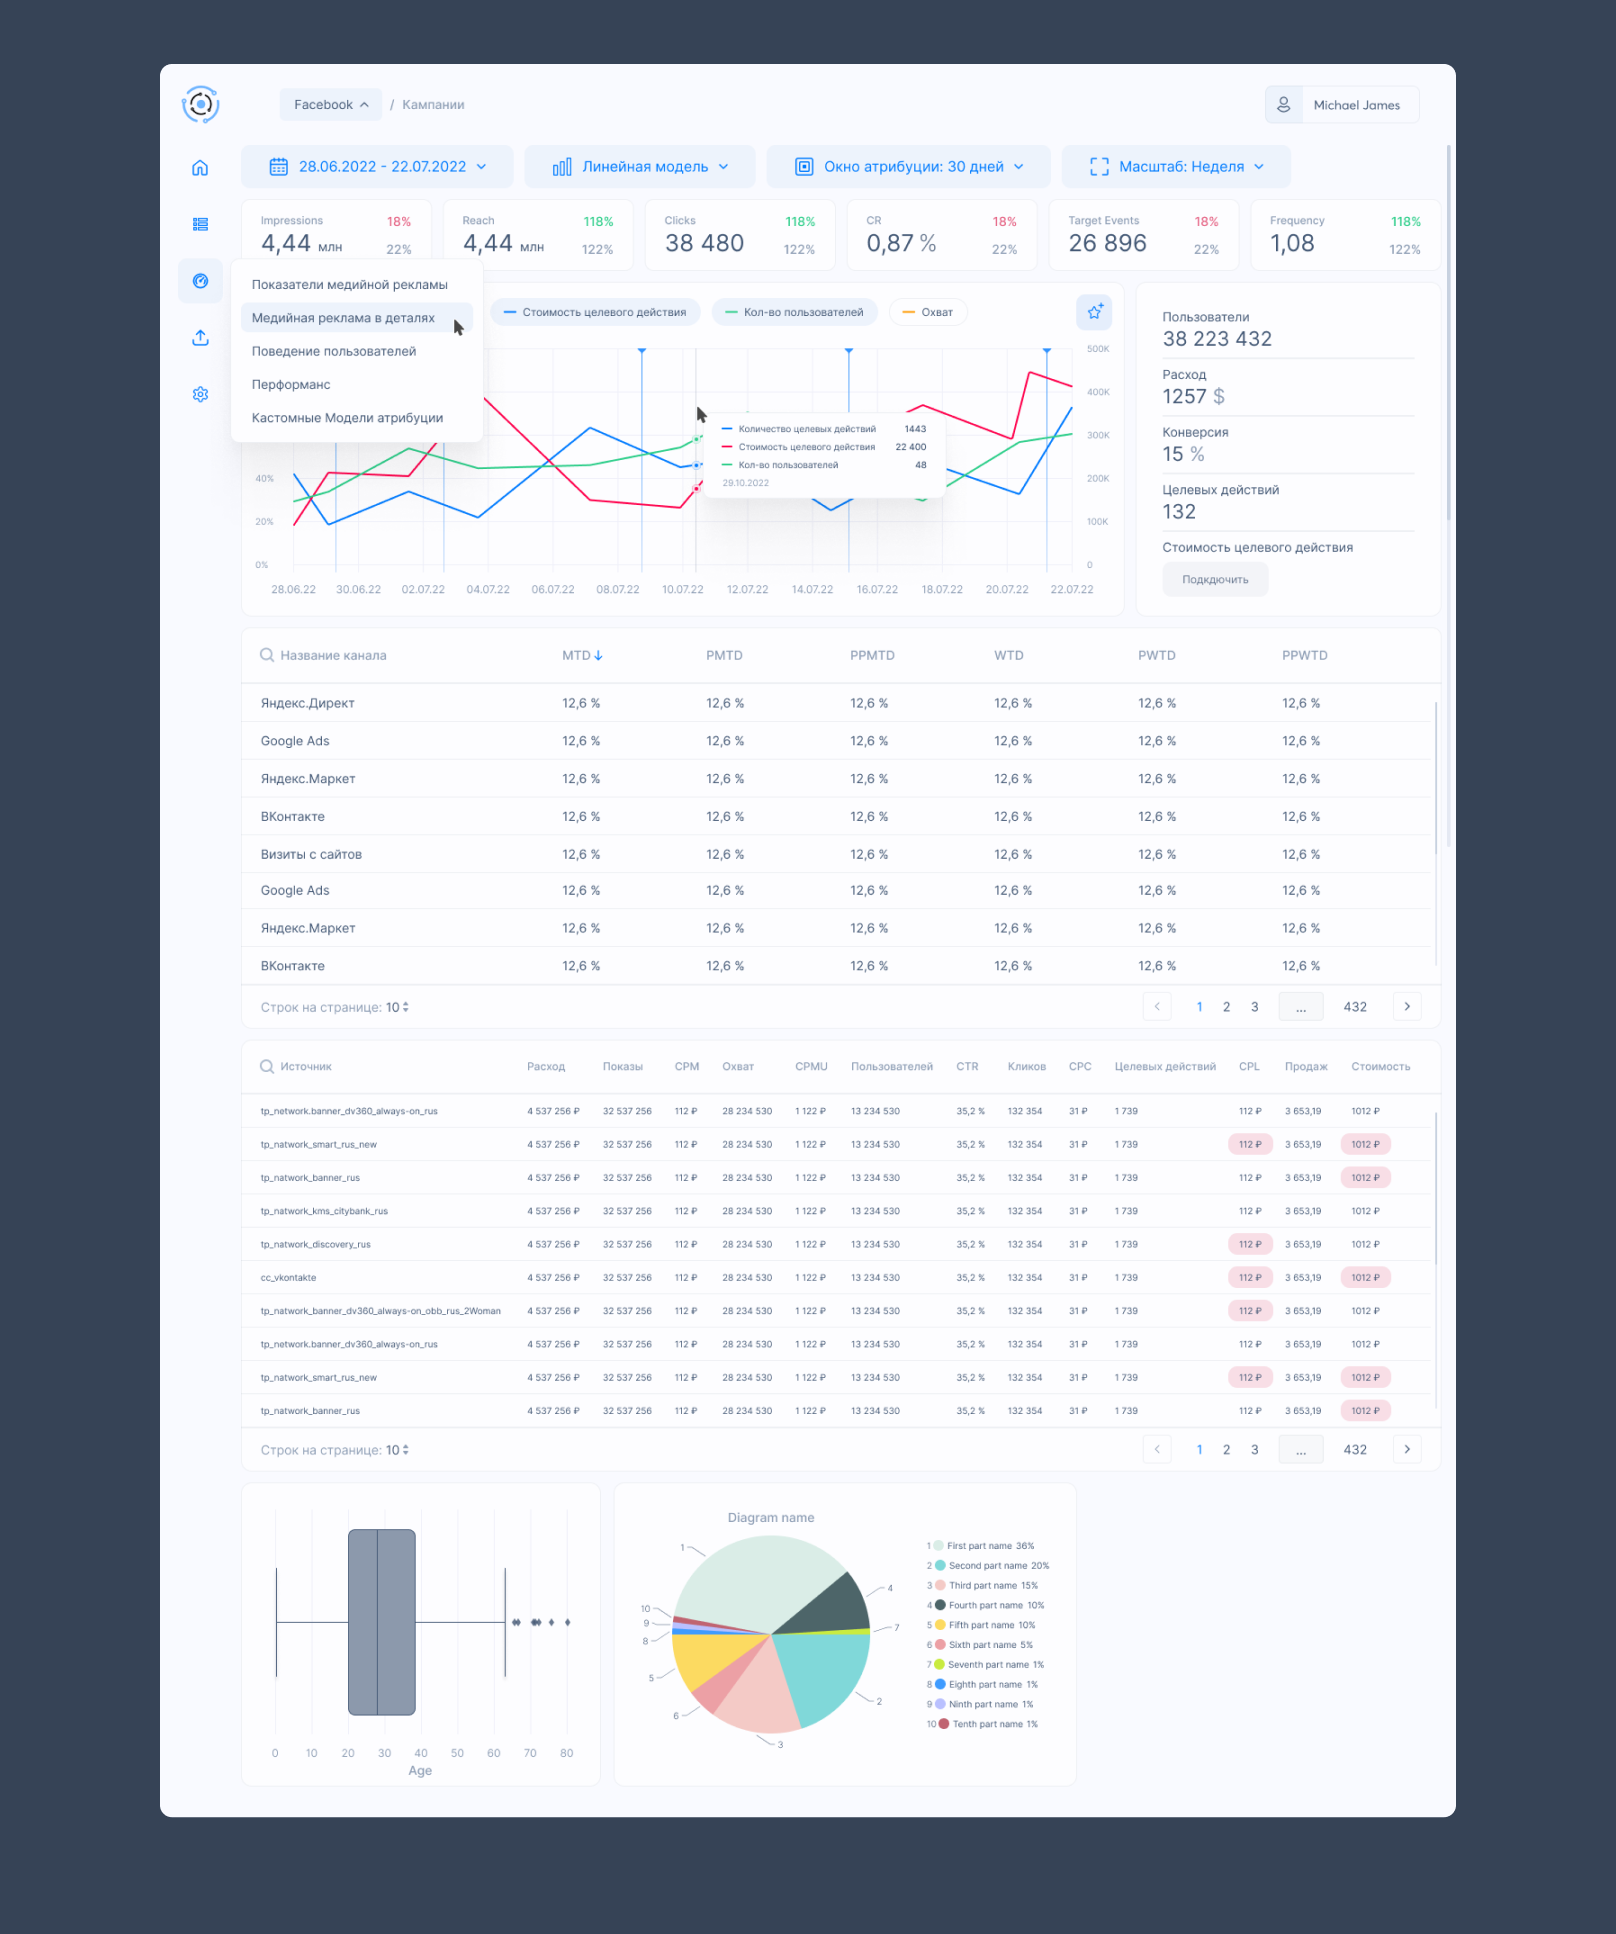 Facebook / Кампании
Michael James
28.06.2022 - 22.07.2022
Линейная модель
Окно атрибуции: 30 дней
Масштаб: Неделя
Impressions 18%
4,44 млн 22%
Reach 118%
4,44 млн 122%
Clicks 118%
38 480 122%
CR 18%
0,87 % 22%
Target Events 18%
26 896 22%
Frequency 118%
1,08 122%
Показатели медийной рекламы
Медийная реклама в деталях
Поведение пользователей
Перформанс
Кастомные Модели атрибуции
Стоимость целевого действия
Кол-во пользователей
Охват
40%
20%
0%
500K
400K
300K
200K
100K
0
Количество целевых действий 1443
Стоимость целевого действия 22 400
Кол-во пользователей 48
29.10.2022
28.06.22 30.06.22 02.07.22 04.07.22 06.07.22 08.07.22 10.07.22 12.07.22 14.07.22 16.07.22 18.07.22 20.07.22 22.07.22
Пользователи
38 223 432
Расход
1257 $
Конверсия
15 %
Целевых действий
132
Стоимость целевого действия
Подкдючить
Название канала MTD PMTD PPMTD WTD PWTD PPWTD
Яндекс.Директ 12,6 % 12,6 % 12,6 % 12,6 % 12,6 % 12,6 %
Google Ads 12,6 % 12,6 % 12,6 % 12,6 % 12,6 % 12,6 %
Яндекс.Маркет 12,6 % 12,6 % 12,6 % 12,6 % 12,6 % 12,6 %
ВКонтакте 12,6 % 12,6 % 12,6 % 12,6 % 12,6 % 12,6 %
Визиты с сайтов 12,6 % 12,6 % 12,6 % 12,6 % 12,6 % 12,6 %
Google Ads 12,6 % 12,6 % 12,6 % 12,6 % 12,6 % 12,6 %
Яндекс.Маркет 12,6 % 12,6 % 12,6 % 12,6 % 12,6 % 12,6 %
ВКонтакте 12,6 % 12,6 % 12,6 % 12,6 % 12,6 % 12,6 %
Строк на странице: 10 1 2 3 ... 432
Источник Расход Показы CPM Охват CPMU Пользователей CTR Кликов CPC Целевых действий CPL Продаж Стоимость
tp_network.banner_dv360_always-on_rus 4 537 256 ₽ 32 537 256 112 ₽ 28 234 530 1 122 ₽ 13 234 530 35,2 % 132 354 31 ₽ 1 739 112 ₽ 3 653,19 1012 ₽
tp_natwork_smart_rus_new 4 537 256 ₽ 32 537 256 112 ₽ 28 234 530 1 122 ₽ 13 234 530 35,2 % 132 354 31 ₽ 1 739 112 ₽ 3 653,19 1012 ₽
tp_natwork_banner_rus 4 537 256 ₽ 32 537 256 112 ₽ 28 234 530 1 122 ₽ 13 234 530 35,2 % 132 354 31 ₽ 1 739 112 ₽ 3 653,19 1012 ₽
tp_natwork_kms_citybank_rus 4 537 256 ₽ 32 537 256 112 ₽ 28 234 530 1 122 ₽ 13 234 530 35,2 % 132 354 31 ₽ 1 739 112 ₽ 3 653,19 1012 ₽
tp_natwork_discovery_rus 4 537 256 ₽ 32 537 256 112 ₽ 28 234 530 1 122 ₽ 13 234 530 35,2 % 132 354 31 ₽ 1 739 112 ₽ 3 653,19 1012 ₽
cc_vkontakte 4 537 256 ₽ 32 537 256 112 ₽ 28 234 530 1 122 ₽ 13 234 530 35,2 % 132 354 31 ₽ 1 739 112 ₽ 3 653,19 1012 ₽
tp_natwork_banner_dv360_always-on_obb_rus_2Woman 4 537 256 ₽ 32 537 256 112 ₽ 28 234 530 1 122 ₽ 13 234 530 35,2 % 132 354 31 ₽ 1 739 112 ₽ 3 653,19 1012 ₽
tp_network.banner_dv360_always-on_rus 4 537 256 ₽ 32 537 256 112 ₽ 28 234 530 1 122 ₽ 13 234 530 35,2 % 132 354 31 ₽ 1 739 112 ₽ 3 653,19 1012 ₽
tp_natwork_smart_rus_new 4 537 256 ₽ 32 537 256 112 ₽ 28 234 530 1 122 ₽ 13 234 530 35,2 % 132 354 31 ₽ 1 739 112 ₽ 3 653,19 1012 ₽
tp_natwork_banner_rus 4 537 256 ₽ 32 537 256 112 ₽ 28 234 530 1 122 ₽ 13 234 530 35,2 % 132 354 31 ₽ 1 739 112 ₽ 3 653,19 1012 ₽
Строк на странице: 10 1 2 3 ... 432
0 10 20 30 40 50 60 70 80
Age
Diagram name
1
4
10
9
7
8
5
2
6
3
1 First part name 36%
2 Second part name 20%
3 Third part name 15%
4 Fourth part name 10%
5 Fifth part name 10%
6 Sixth part name 5%
7 Seventh part name 1%
8 Eighth part name 1%
9 Ninth part name 1%
10 Tenth part name 1%